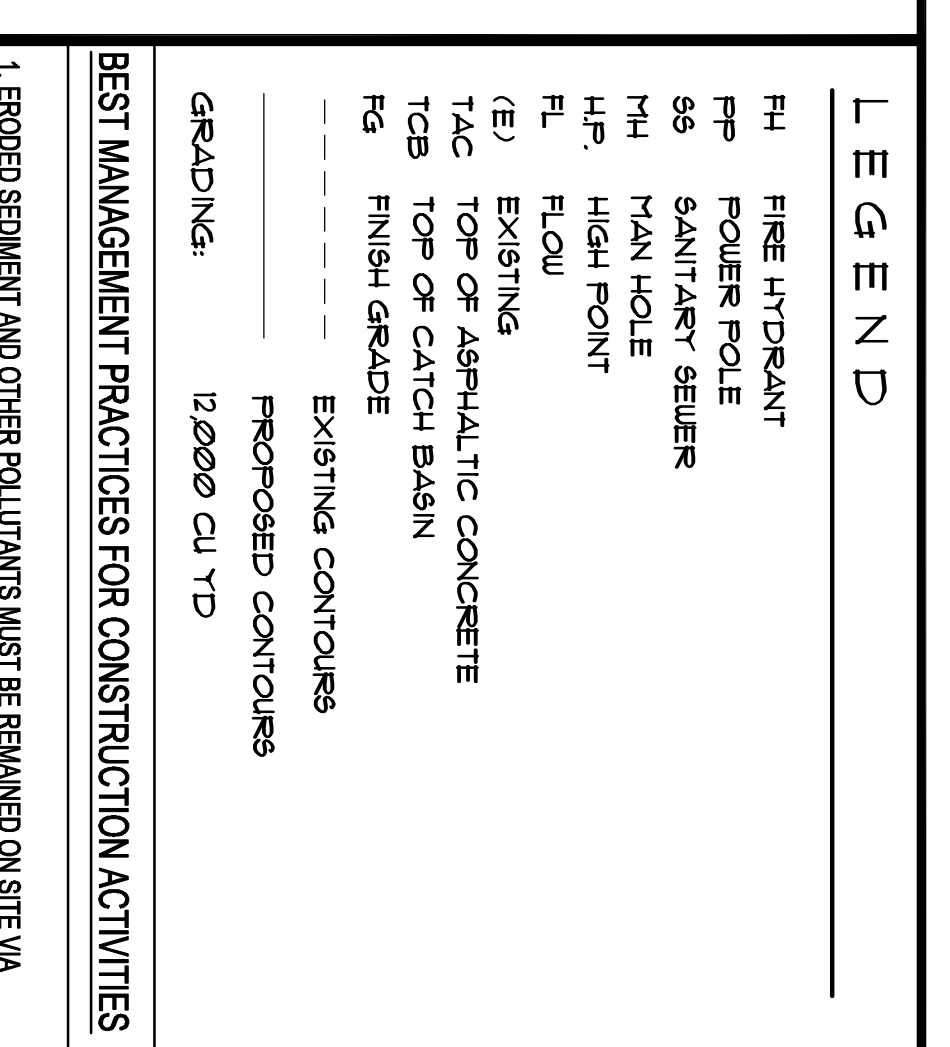 LEGEND
FH FIRE HYDRANT
PP POWER POLE
SS SANITARY SEWER
MH MAN HOLE
H.P. HIGH POINT
FL FLOW
(E) EXISTING
TAC TOP OF ASPHALTIC CONCRETE
TCB TOP OF CATCH BASIN
FG FINISH GRADE
EXISTING CONTOURS
PROPOSED CONTOURS
GRADING: 12,000 CU YD
BEST MANAGEMENT PRACTICES FOR CONSTRUCTION ACTIVITIES
1. ERODED SEDIMENT AND OTHER POLLUTANTS MUST BE REMAINED ON SITE VIA